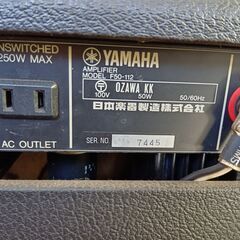 UNSWITCHED
250W MAX
AC OUTLET
YAMAHA
AMPLIFIER
MODEL F50-112
OZAWA KK
100V 50W 50/60Hz
日本楽器製造株式会社
SER. NO. 7445